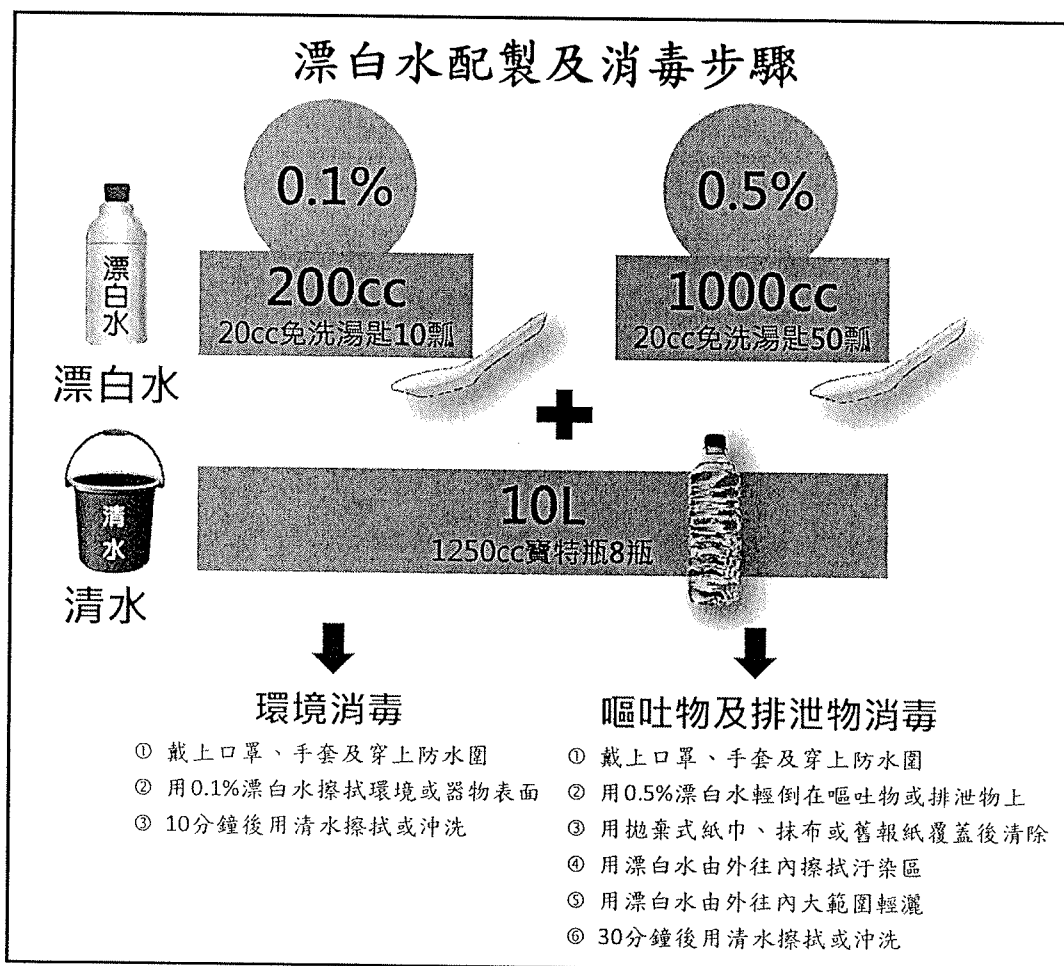 漂白水配製及消毒步驟
0.1%
0.5%
漂白水
200cc
20cc免洗湯匙10瓢
1000cc
20cc免洗湯匙50瓢
漂白水
清水
10L
1250cc寶特瓶8瓶
清水
環境消毒
① 戴上口罩、手套及穿上防水圍
② 用0.1%漂白水擦拭環境或器物表面
③ 10分鐘後用清水擦拭或沖洗
嘔吐物及排泄物消毒
① 戴上口罩、手套及穿上防水圍
② 用0.5%漂白水輕倒在嘔吐物或排泄物上
③ 用拋棄式紙巾、抹布或舊報紙覆蓋後清除
④ 用漂白水由外往內擦拭汙染區
⑤ 用漂白水由外往內大範圍輕灑
⑥ 30分鐘後用清水擦拭或沖洗